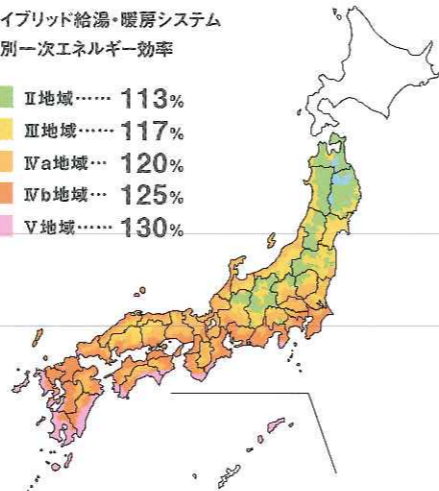 イブリッド給湯・暖房システム
別一次エネルギー効率
Ⅱ地域…… 113%
Ⅲ地域…… 117%
Ⅳa地域… 120%
Ⅳb地域… 125%
Ⅴ地域…… 130%